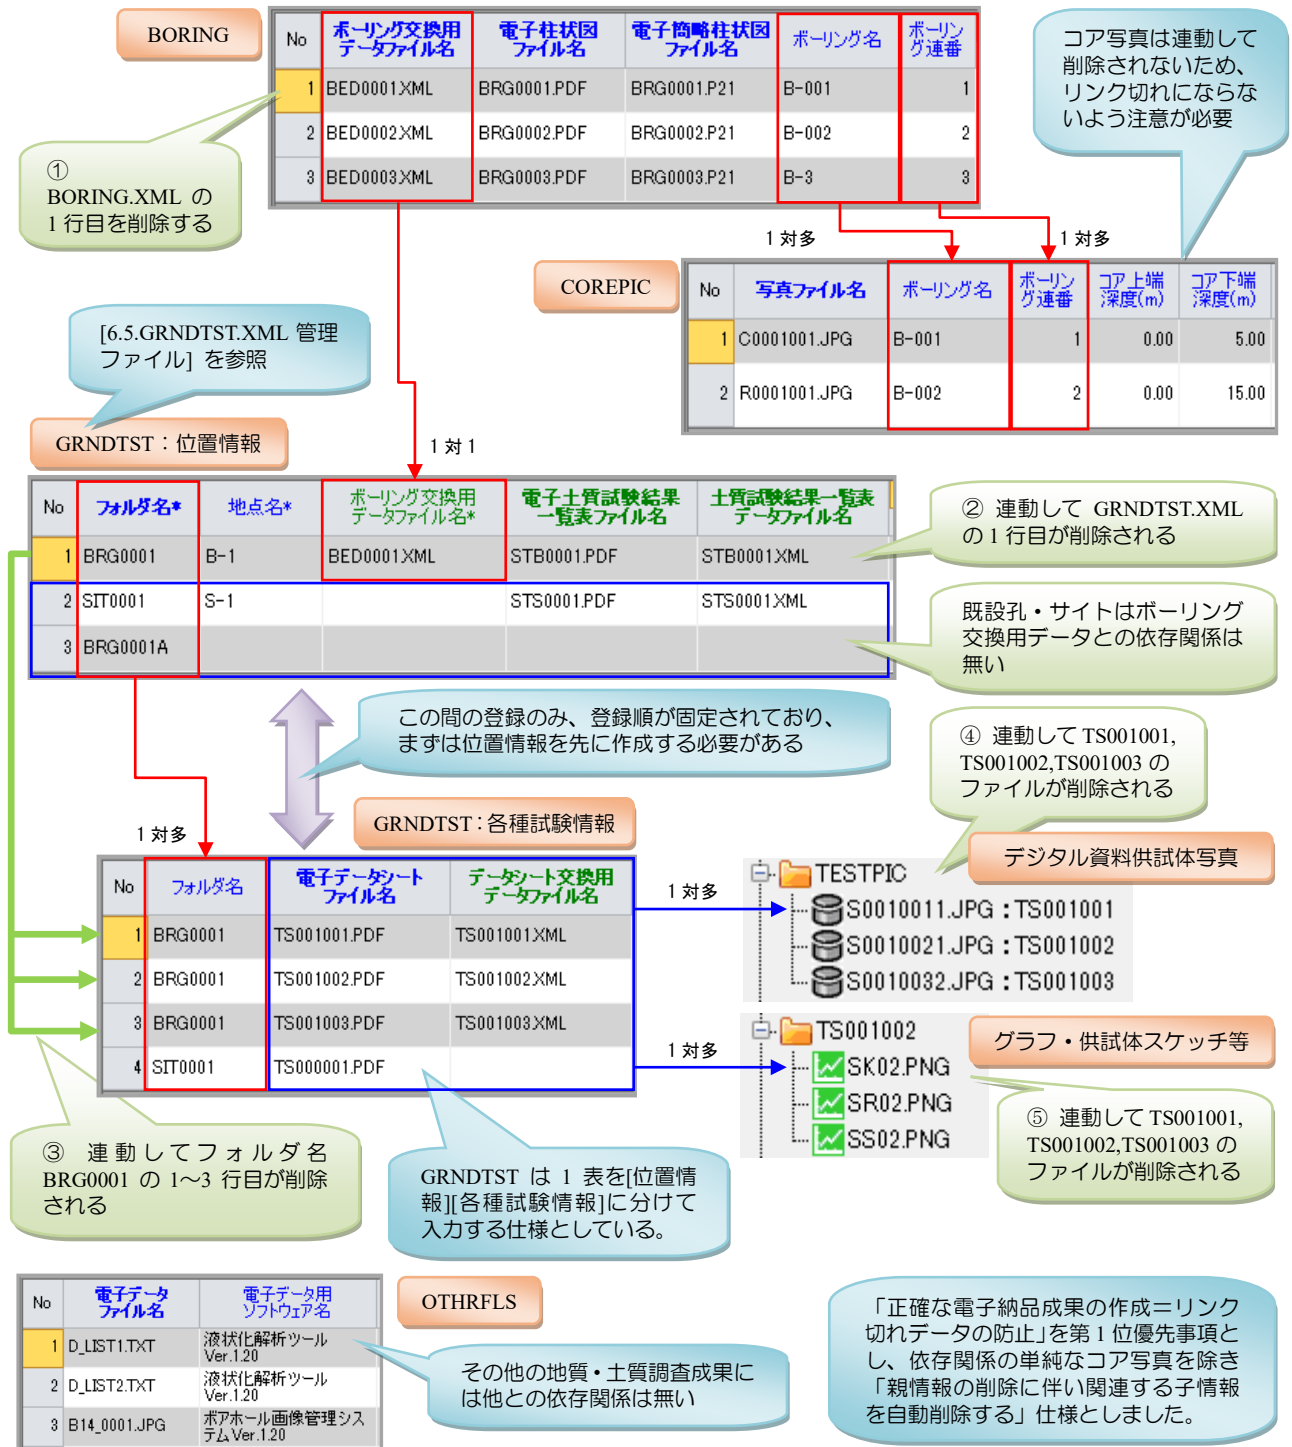 BORING
No
ボーリング交換用
データファイル名
電子柱状図
ファイル名
電子簡略柱状図
ファイル名
ボーリング名
ボーリン
グ連番
1 BED0001.XML BRG0001.PDF BRG0001.P21 B-001 1
2 BED0002.XML BRG0002.PDF BRG0002.P21 B-002 2
3 BED0003.XML BRG0003.PDF BRG0003.P21 B-3 3
コア写真は連動して
削除されないため、
リンク切れにならな
いよう注意が必要
①
BORING.XML の
1 行目を削除する
1 対多
1 対多
COREPIC
No
写真ファイル名
ボーリング名
ボーリン
グ連番
コア上端
深度(m)
コア下端
深度(m)
1 C0001001.JPG B-001 1 0.00 5.00
2 R0001001.JPG B-002 2 0.00 15.00
[6.5.GRNDTST.XML 管理
ファイル] を参照
GRNDTST：位置情報
1 対 1
No
フォルダ名*
地点名*
ボーリング交換用
データファイル名*
電子土質試験結果
一覧表ファイル名
土質試験結果一覧表
データファイル名
1 BRG0001 B-1 BED0001.XML STB0001.PDF STB0001.XML
2 SIT0001 S-1 STS0001.PDF STS0001.XML
3 BRG0001A
② 連動して GRNDTST.XML
の 1 行目が削除される
既設孔・サイトはボーリング
交換用データとの依存関係は
無い
この間の登録のみ、登録順が固定されており、
まずは位置情報を先に作成する必要がある
④ 連動して TS001001,
TS001002,TS001003 の
ファイルが削除される
1 対多
GRNDTST：各種試験情報
No
フォルダ名
電子データシート
ファイル名
データシート交換用
データファイル名
1 BRG0001 TS001001.PDF TS001001.XML
2 BRG0001 TS001002.PDF TS001002.XML
3 BRG0001 TS001003.PDF TS001003.XML
4 SIT0001 TS000001.PDF
1 対多
1 対多
デジタル資料供試体写真
TESTPIC
S0010011.JPG：TS001001
S0010021.JPG：TS001002
S0010032.JPG：TS001003
グラフ・供試体スケッチ等
TS001002
SK02.PNG
SR02.PNG
SS02.PNG
③ 連動してフォルダ名
BRG0001 の 1～3 行目が削除
される
GRNDTST は 1 表を[位置情
報][各種試験情報]に分けて
入力する仕様としている。
⑤ 連動して TS001001,
TS001002,TS001003 の
ファイルが削除される
No
電子データ
ファイル名
電子データ用
ソフトウェア名
1 D_LIST1.TXT 液状化解析ツール
Ver.1.20
2 D_LIST2.TXT 液状化解析ツール
Ver.1.20
3 B14_0001.JPG ボアホール画像管理シス
テムVer.1.20
OTHRFLS
その他の地質・土質調査成果に
は他との依存関係は無い
「正確な電子納品成果の作成＝リンク
切れデータの防止」を第 1 位優先事項と
し、依存関係の単純なコア写真を除き
「親情報の削除に伴い関連する子情報
を自動削除する」仕様としました。